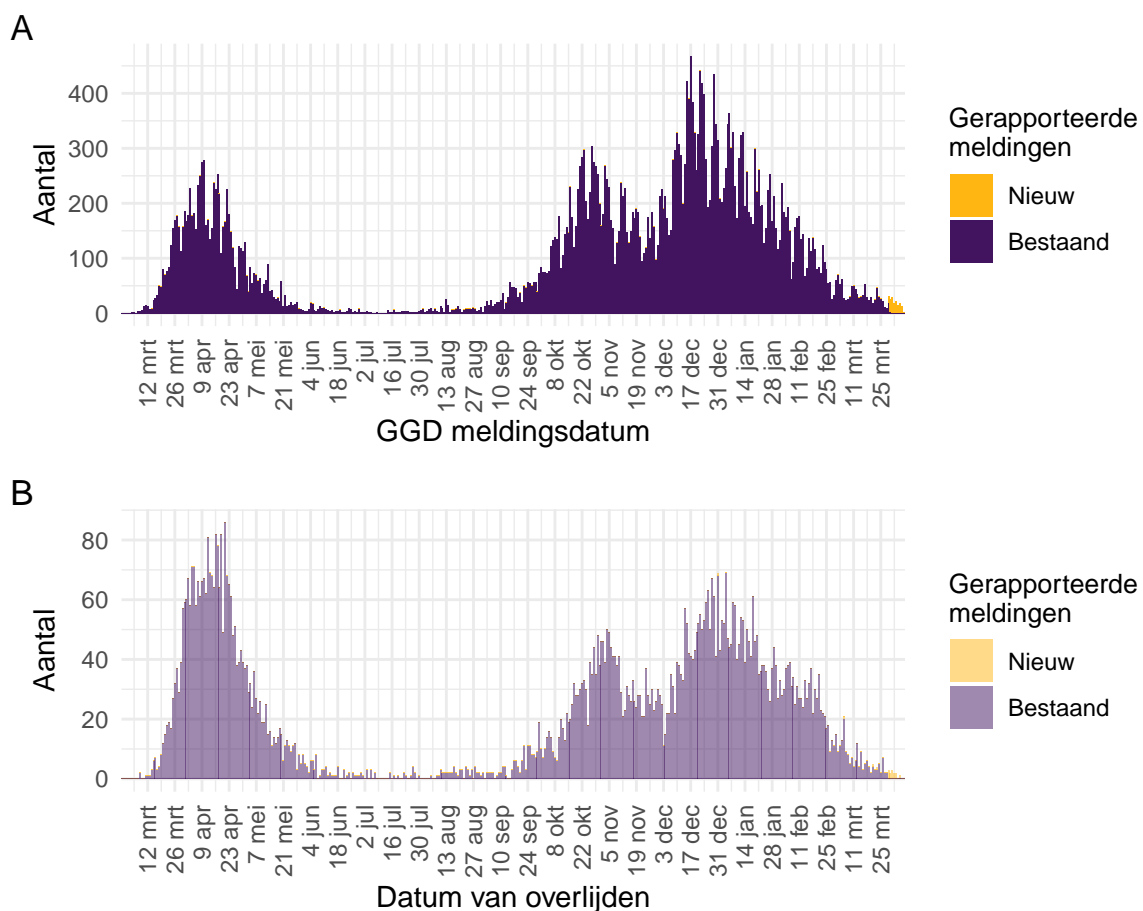 A
Aantal
400
300
200
100
0
12 mrt
26 mrt
9 apr
23 apr
7 mei
21 mei
4 jun
18 jun
2 jul
16 jul
30 jul
13 aug
27 aug
10 sep
24 sep
8 okt
22 okt
5 nov
19 nov
3 dec
17 dec
31 dec
14 jan
28 jan
11 feb
25 feb
11 mrt
25 mrt
GGD meldingsdatum
Gerapporteerde
meldingen
Nieuw
Bestaand
B
Aantal
80
60
40
20
0
12 mrt
26 mrt
9 apr
23 apr
7 mei
21 mei
4 jun
18 jun
2 jul
16 jul
30 jul
13 aug
27 aug
10 sep
24 sep
8 okt
22 okt
5 nov
19 nov
3 dec
17 dec
31 dec
14 jan
28 jan
11 feb
25 feb
11 mrt
25 mrt
Datum van overlijden
Gerapporteerde
meldingen
Nieuw
Bestaand